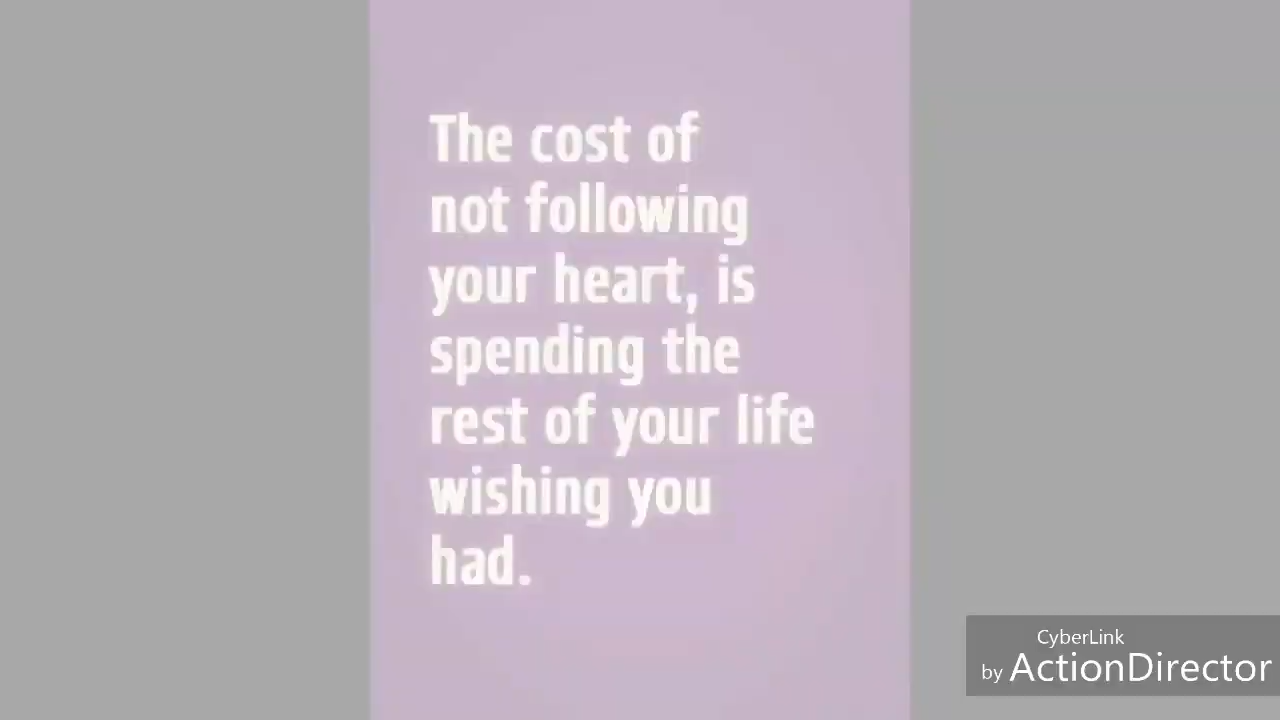 The cost of
not following
your heart, is
spending the
rest of your life
wishing you
had.
CyberLink
by ActionDirector